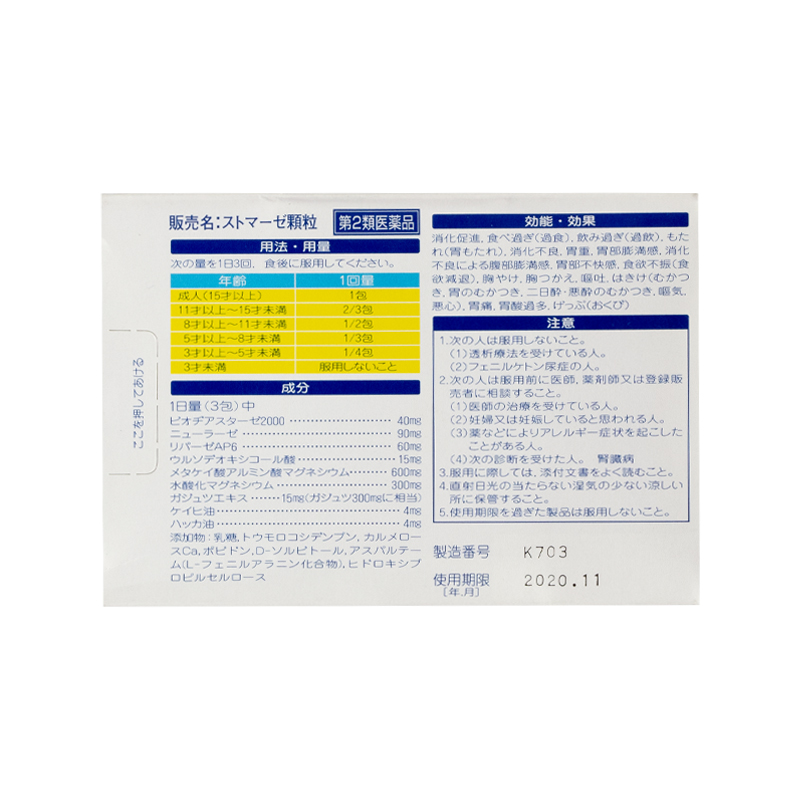 販売名：ストマーゼ顆粒 第2類医薬品
用法・用量
次の量を1日3回，食後に服用してください。
年齢 1回量
成人(15才以上) 1包
11才以上〜15才未満 2/3包
8才以上〜11才未満 1/2包
5才以上〜8才未満 1/3包
3才以上〜5才未満 1/4包
3才未満 服用しないこと
成分
1日量(3包)中
ビオヂアスターゼ2000 40mg
ニューラーゼ 90mg
リパーゼAP6 60mg
ウルソデオキシコール酸 15mg
メタケイ酸アルミン酸マグネシウム 600mg
水酸化マグネシウム 300mg
ガジュツエキス 15mg(ガジュツ300mgに相当)
ケイヒ油 4mg
ハッカ油 4mg
添加物：乳糖，トウモロコシデンプン，カルメロー
スCa，ポビドン，D-ソルビトール，アスパルテー
ム(L-フェニルアラニン化合物)，ヒドロキシプ
ロピルセルロース
ここを押してあける
効能・効果
消化促進，食べ過ぎ(過食)，飲み過ぎ(過飲)，もた
れ(胃もたれ)，消化不良，胃重，胃部膨満感，消化
不良による腹部膨満感，胃部不快感，食欲不振(食
欲減退)，胸やけ，胸つかえ，嘔吐，はきけ(むかつ
き，胃のむかつき，二日酔・悪酔のむかつき，嘔気，
悪心)，胃痛，胃酸過多，げっぷ(おくび)
注意
1.次の人は服用しないこと。
(1)透析療法を受けている人。
(2)フェニルケトン尿症の人。
2.次の人は服用前に医師，薬剤師又は登録販
売者に相談すること。
(1)医師の治療を受けている人。
(2)妊婦又は妊娠していると思われる人。
(3)薬などによりアレルギー症状を起こした
ことがある人。
(4)次の診断を受けた人。 腎臓病
3.服用に際しては，添付文書をよく読むこと。
4.直射日光の当たらない湿気の少ない涼しい
所に保管すること。
5.使用期限を過ぎた製品は服用しないこと。
製造番号 K703
使用期限 2020.11
[年.月]